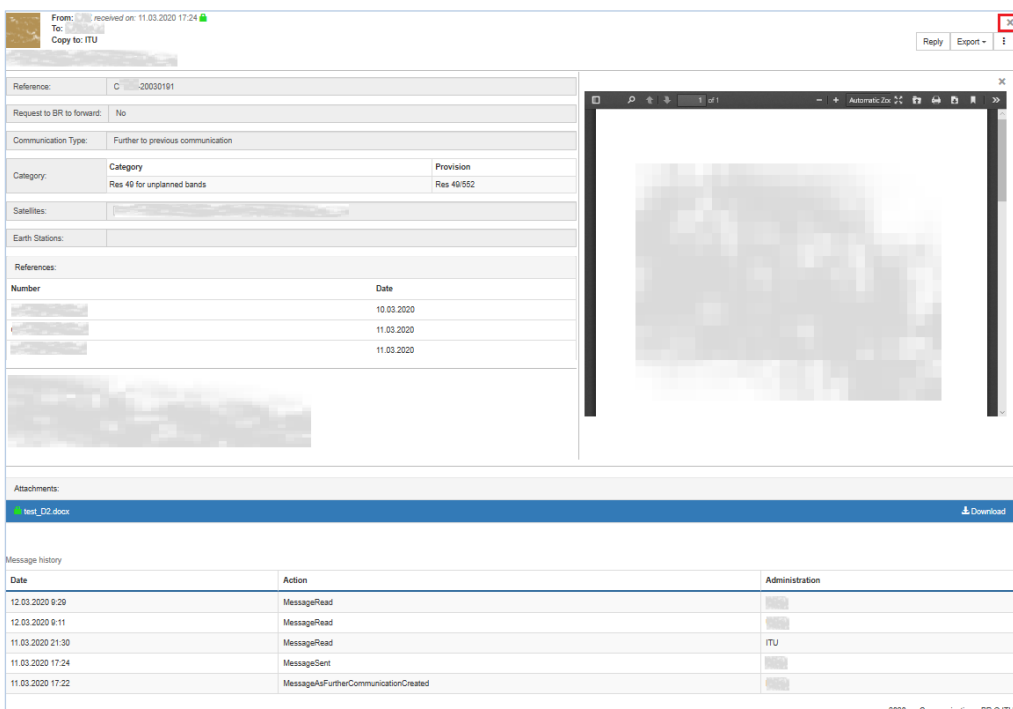 From: received on: 11.03.2020 17:24
To:
Copy to: ITU
Reply Export
Reference: C -20030191
Request to BR to forward: No
Communication Type: Further to previous communication
Category:
Category Provision
Res 49 for unplanned bands Res 49/552
Satellites:
Earth Stations:
References:
Number Date
10.03.2020
11.03.2020
11.03.2020
1 of 1 Automatic Zoo
Attachments:
test_D2.docx Download
Message history
Date Action Administration
12.03.2020 9:29 MessageRead
12.03.2020 9:11 MessageRead
11.03.2020 21:30 MessageRead ITU
11.03.2020 17:24 MessageSent
11.03.2020 17:22 MessageAsFurtherCommunicationCreated